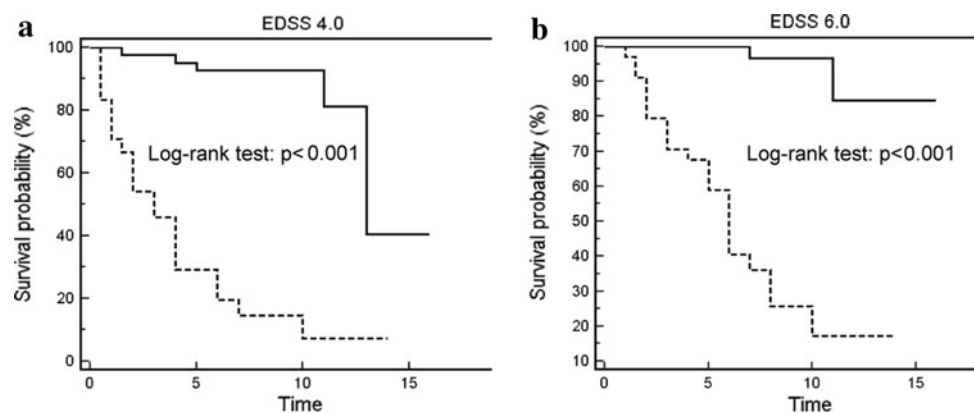 a
EDSS 4.0
Survival probability (%)
100
80
60
40
20
0
Log-rank test: p<0.001
0 5 10 15
Time
b
EDSS 6.0
Survival probability (%)
100
90
80
70
60
50
40
30
20
10
Log-rank test: p<0.001
0 5 10 15
Time